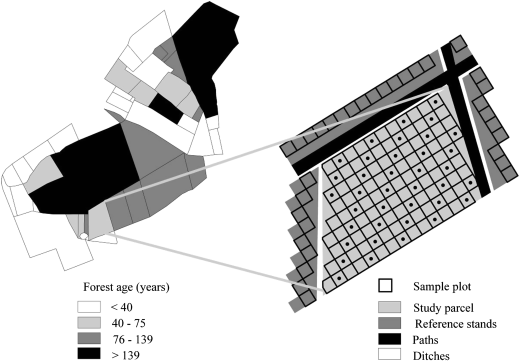 Forest age (years)
< 40
40 - 75
76 - 139
> 139
Sample plot
Study parcel
Reference stands
Paths
Ditches